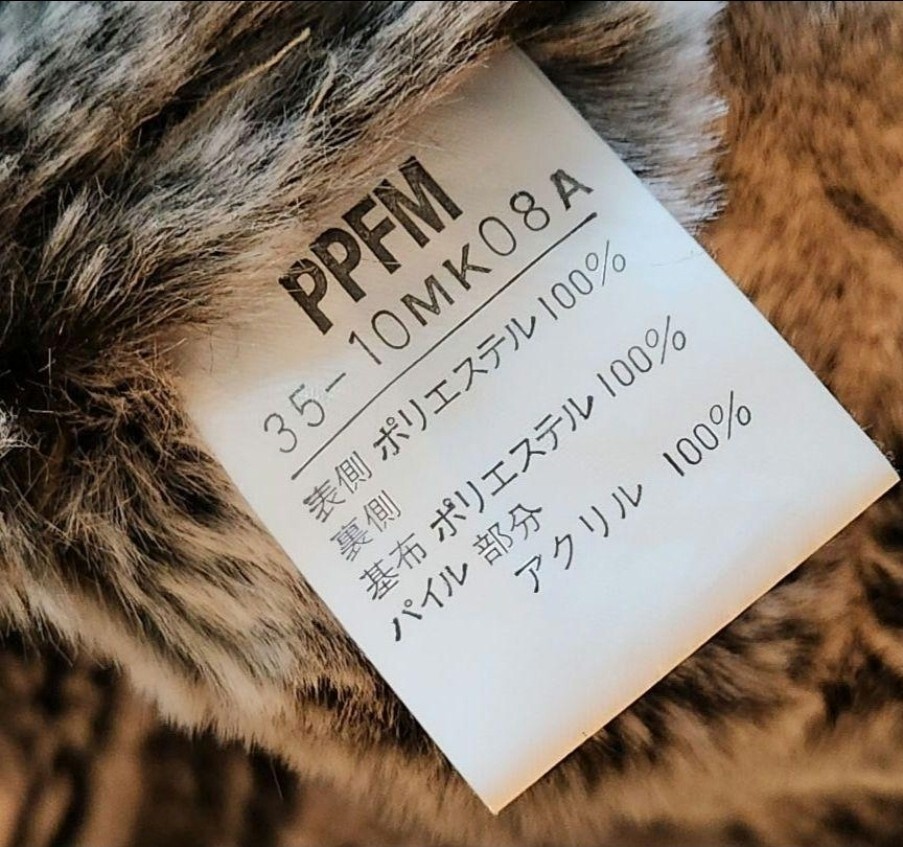 PPFM
35-10MK08A
表側 ポリエステル100%
裏側
基布 ポリエステル100%
パイル 部分
アクリル 100%